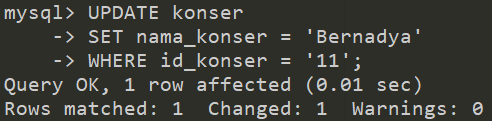 mysql> UPDATE konser
    -> SET nama_konser = 'Bernadya'
    -> WHERE id_konser = '11';
Query OK, 1 row affected (0.01 sec)
Rows matched: 1  Changed: 1  Warnings: 0